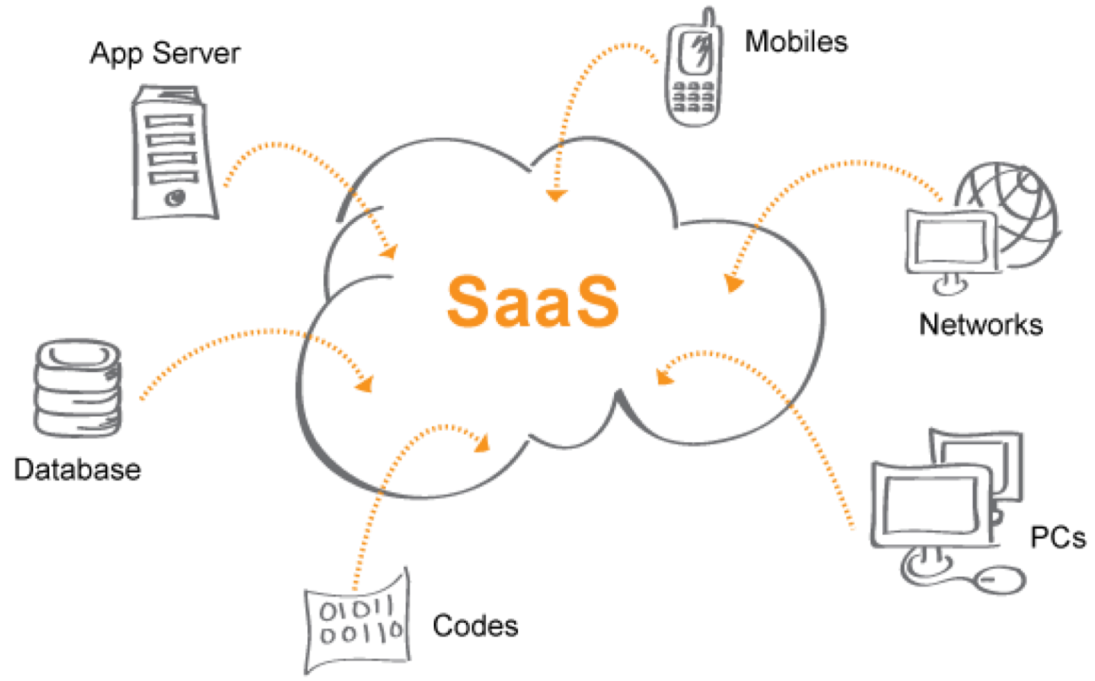 App Server
Mobiles
SaaS
Networks
Database
PCs
Codes
01011
00110